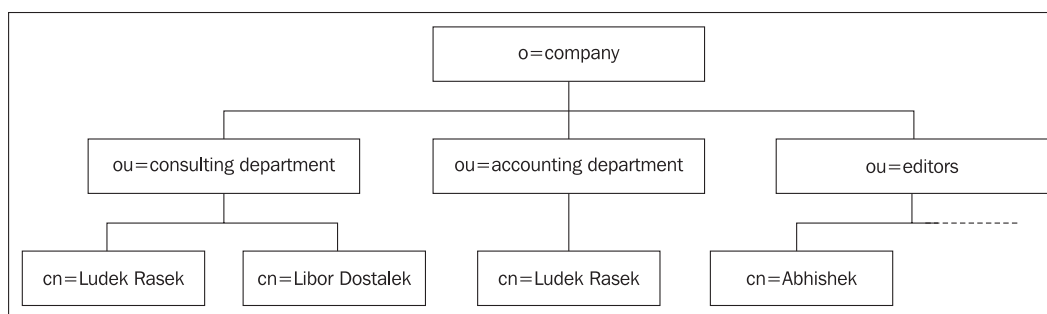 o=company
ou=consulting department
ou=accounting department
ou=editors
cn=Ludek Rasek
cn=Libor Dostalek
cn=Ludek Rasek
cn=Abhishek